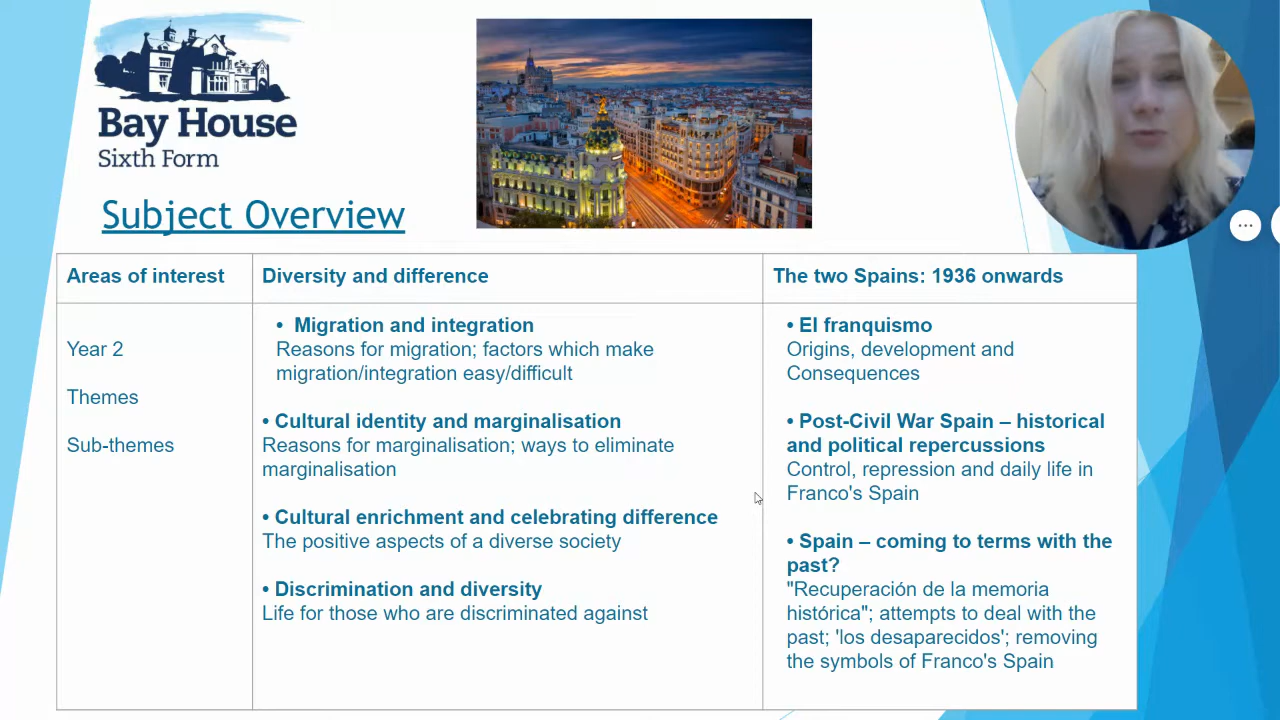 Bay House
Sixth Form
Subject Overview
Areas of interest
Diversity and difference
The two Spains: 1936 onwards
Year 2
Themes
Sub-themes
• Migration and integration
Reasons for migration; factors which make
migration/integration easy/difficult
• Cultural identity and marginalisation
Reasons for marginalisation; ways to eliminate
marginalisation
• Cultural enrichment and celebrating difference
The positive aspects of a diverse society
• Discrimination and diversity
Life for those who are discriminated against
• El franquismo
Origins, development and
Consequences
• Post-Civil War Spain – historical
and political repercussions
Control, repression and daily life in
Franco's Spain
• Spain – coming to terms with the
past?
"Recuperación de la memoria
histórica"; attempts to deal with the
past; 'los desaparecidos'; removing
the symbols of Franco's Spain